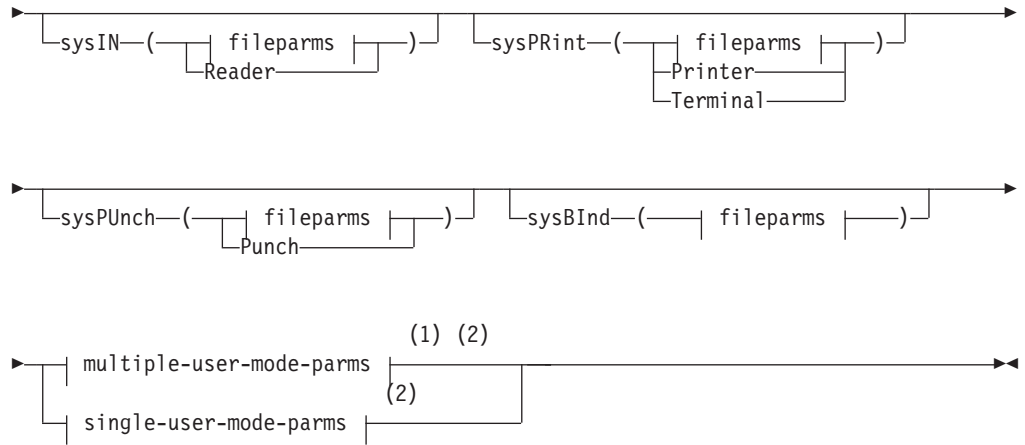 sysIN ( fileparms ) sysPRint ( fileparms )
Reader Printer
Terminal
sysPUnch ( fileparms ) sysBInd ( fileparms )
Punch
(1) (2)
multiple-user-mode-parms
(2)
single-user-mode-parms